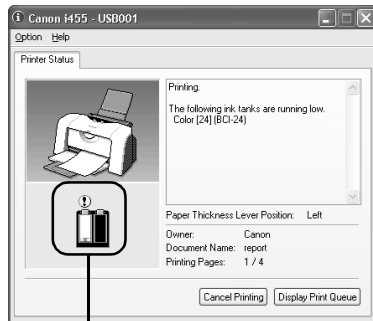 Canon i455 - USB001
Option Help
Printer Status
Printing.
The following ink tanks are running low.
Color [24] (BCI-24)
Paper Thickness Lever Position: Left
Owner: Canon
Document Name: report
Printing Pages: 1 / 4
Cancel Printing Display Print Queue